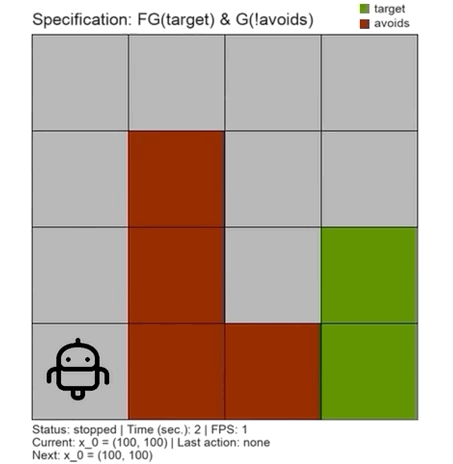 Specification: FG(target) & G(!avoids)
target
avoids
Status: stopped | Time (sec.): 2 | FPS: 1
Current: x_0 = (100, 100) | Last action: none
Next: x_0 = (100, 100)